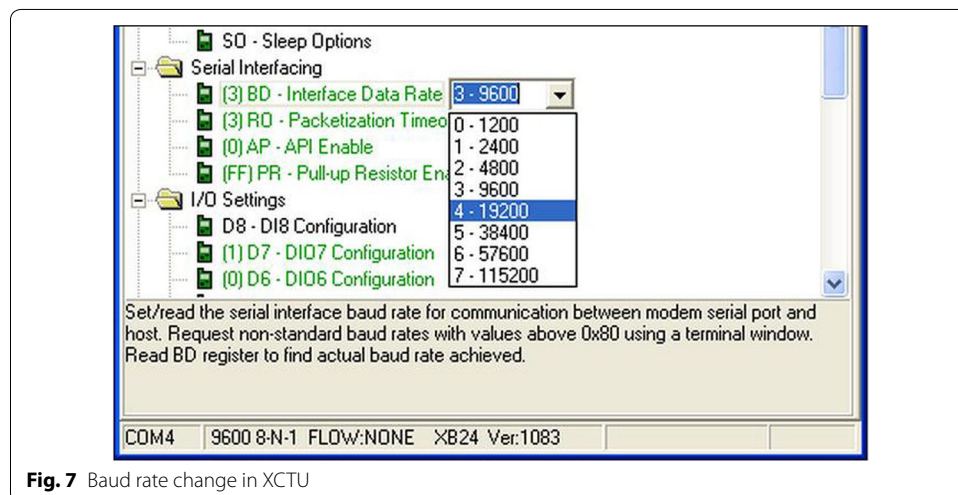 SO - Sleep Options
Serial Interfacing
(3) BD - Interface Data Rate 3 - 9600
(3) RO - Packetization Timeo
0 - 1200
(0) AP - API Enable
1 - 2400
(FF) PR - Pull-up Resistor Ena
2 - 4800
3 - 9600
I/O Settings
4 - 19200
D8 - DI8 Configuration
5 - 38400
(1) D7 - DIO7 Configuration
6 - 57600
(0) D6 - DIO6 Configuration
7 - 115200
Set/read the serial interface baud rate for communication between modem serial port and
host. Request non-standard baud rates with values above 0x80 using a terminal window.
Read BD register to find actual baud rate achieved.
COM4 9600 8-N-1 FLOW:NONE XB24 Ver:1083
Fig. 7 Baud rate change in XCTU